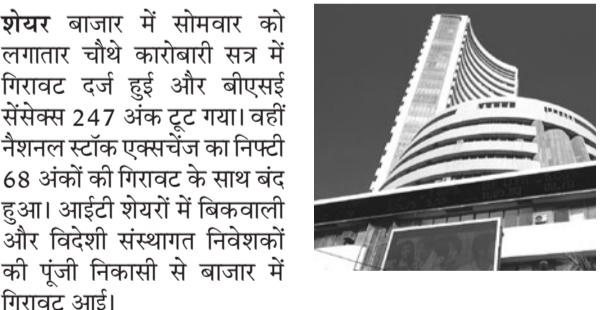 शेयर बाजार में सोमवार को
लगातार चौथे कारोबारी सत्र में
गिरावट दर्ज हुई और बीएसई
सेंसेक्स 247 अंक टूट गया। वहीं
नैशनल स्टॉक एक्सचेंज का निफ्टी
68 अंकों की गिरावट के साथ बंद
हुआ। आईटी शेयरों में बिकवाली
और विदेशी संस्थागत निवेशकों
की पूंजी निकासी से बाजार में
गिरावट आई।